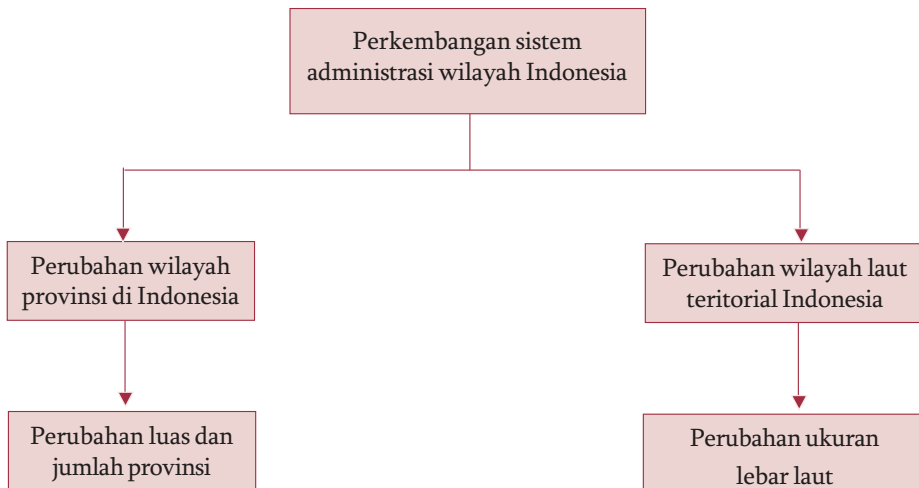 Perkembangan sistem
administrasi wilayah Indonesia
Perubahan wilayah
provinsi di Indonesia
Perubahan wilayah laut
teritorial Indonesia
Perubahan luas dan
jumlah provinsi
Perubahan ukuran
lebar laut